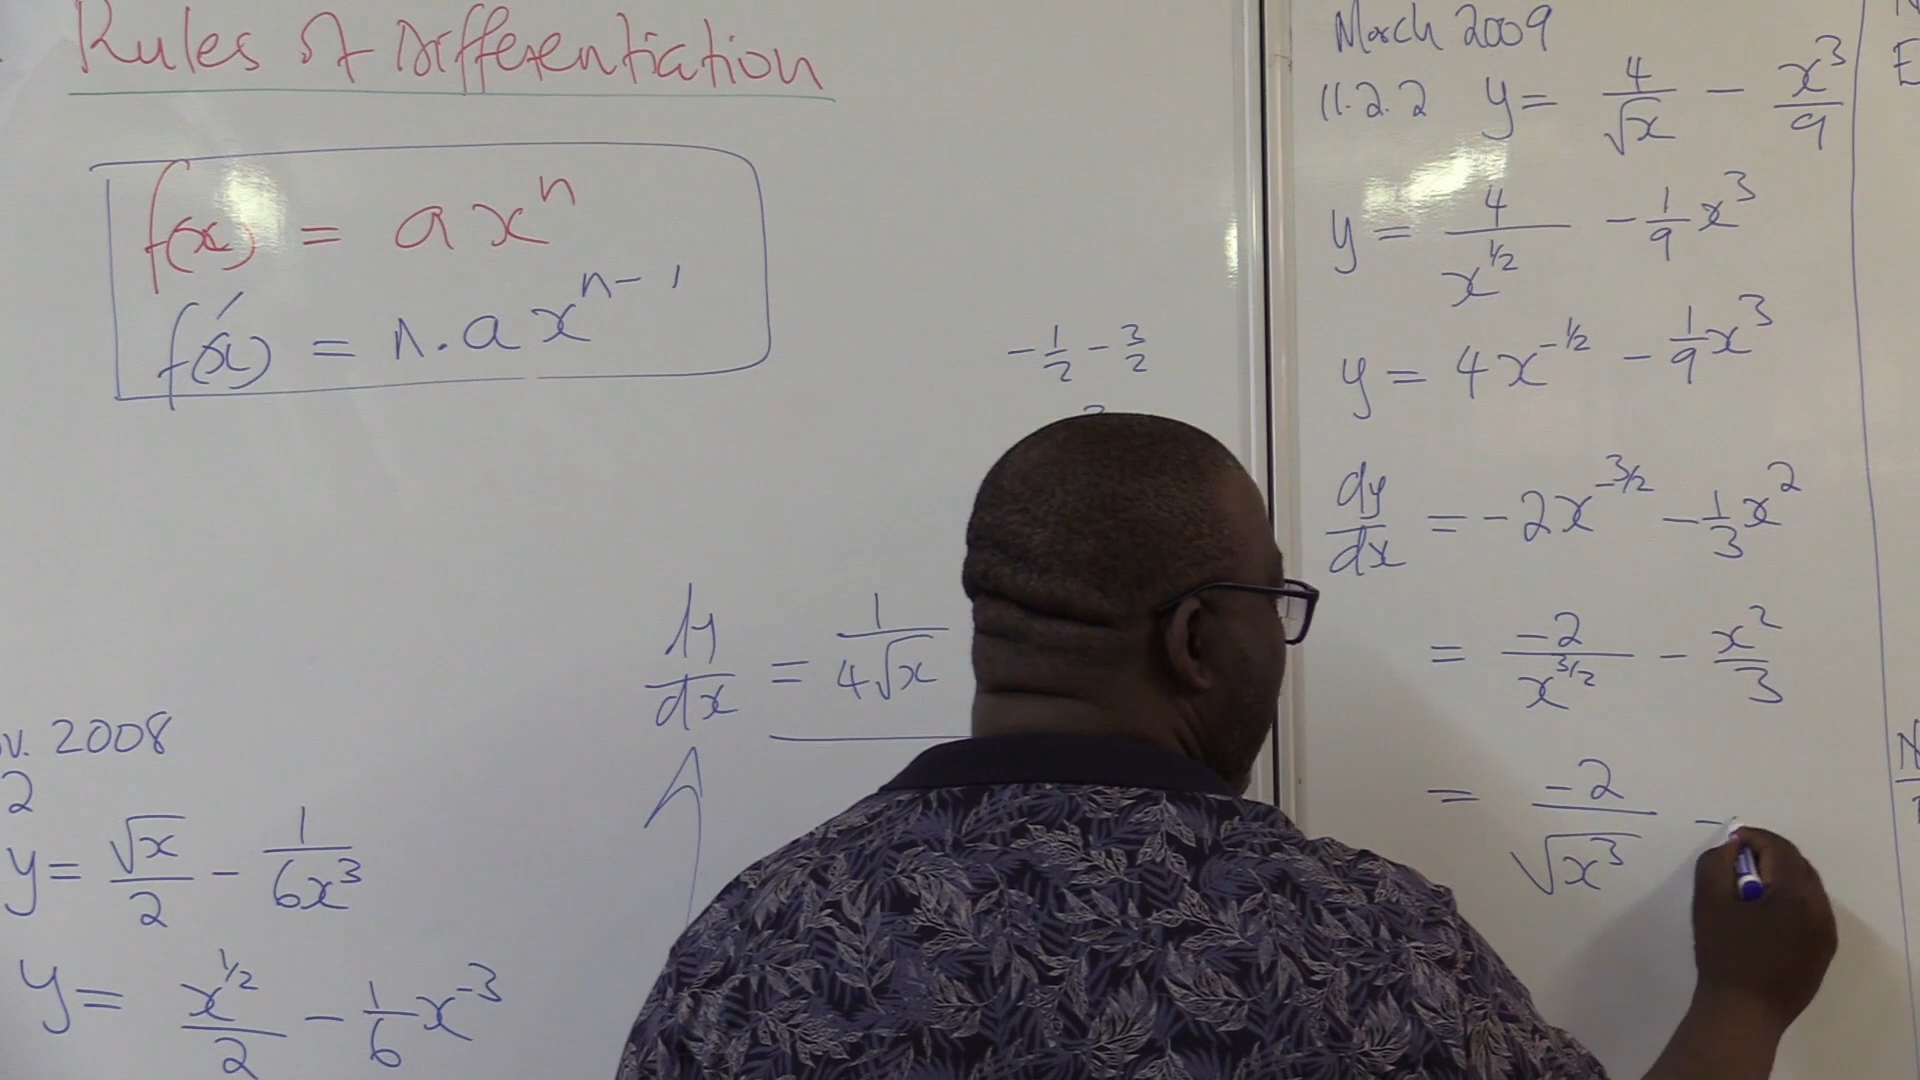 Rules of Differentiation
f(x) = ax^n
f'(x) = n.ax^(n-1)
-1/2 - 3/2
dy/dx = 1/(4√x)
v. 2008
2
y = √x/2 - 1/(6x^3)
y = x^(1/2)/2 - 1/6 x^(-3)
March 2009
11.2.2 y = 4/√x - x^3/9
y = 4/x^(1/2) - 1/9 x^3
y = 4x^(-1/2) - 1/9 x^3
dy/dx = -2x^(-3/2) - 1/3 x^2
= -2/x^(3/2) - x^2/3
= -2/√(x^3) -
N
E
N